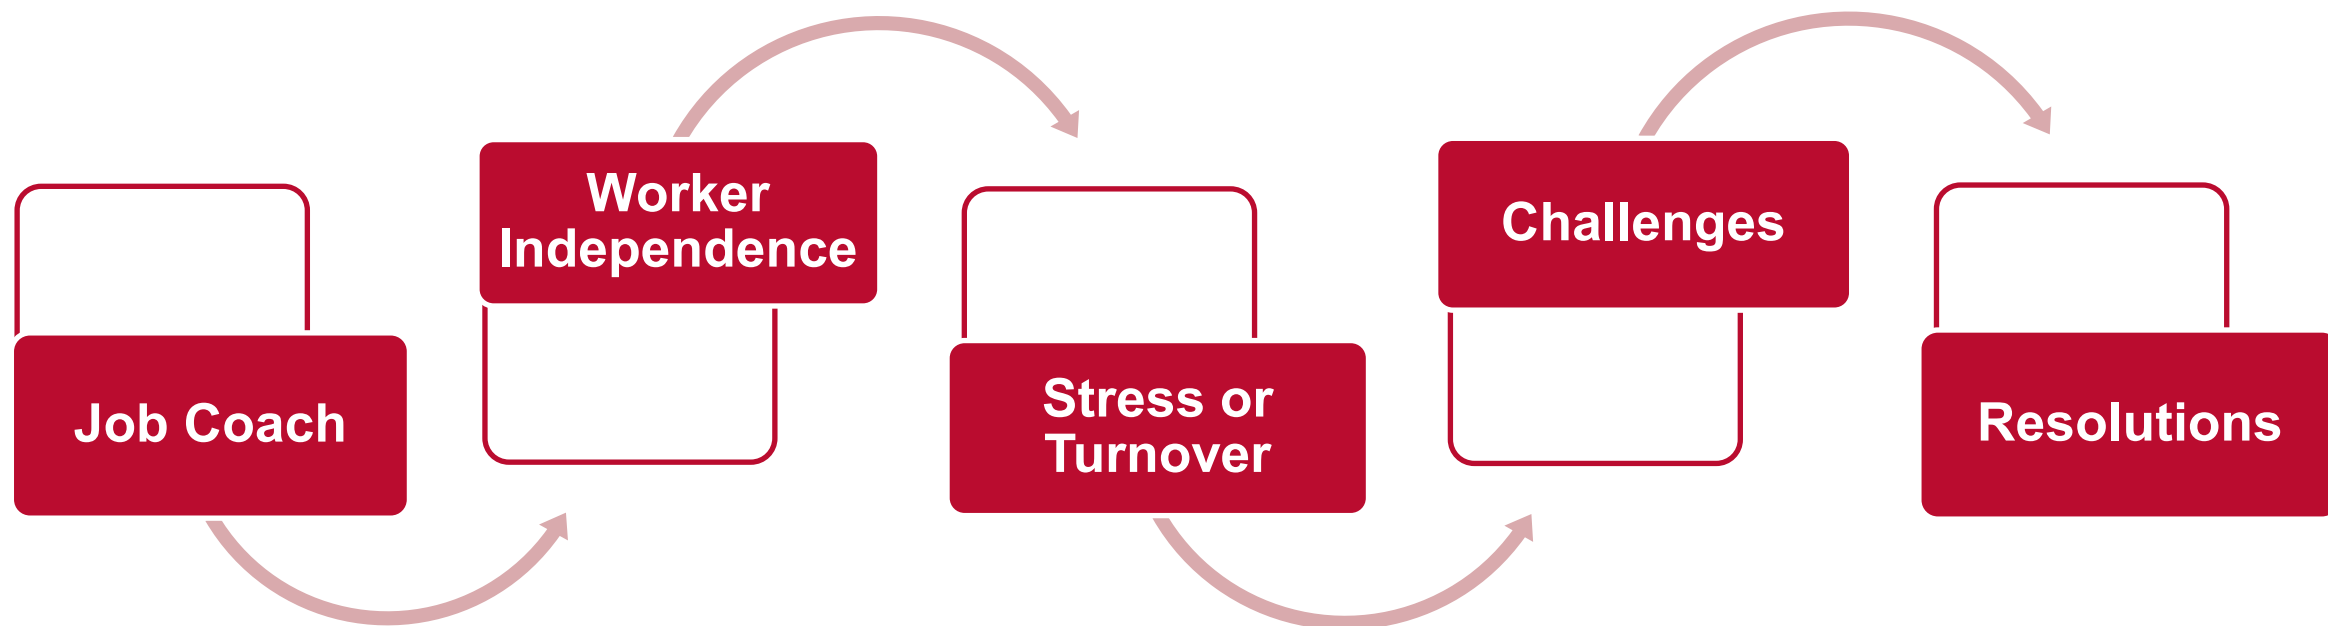 Job Coach
Worker
Independence
Stress or
Turnover
Challenges
Resolutions